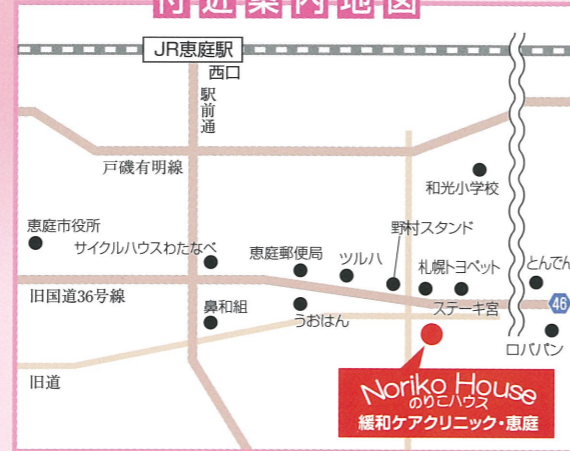 付近案内地図
JR恵庭駅
西口
駅前通
戸磯有明線
和光小学校
恵庭市役所
野村スタンド
サイクルハウスわたなべ
恵庭郵便局
ツルハ
札幌トヨペット
とんでん
旧国道36号線
ステーキ宮
46
鼻和組
うおはん
ロバパン
旧道
Noriko House
のりこハウス
緩和ケアクリニック・恵庭